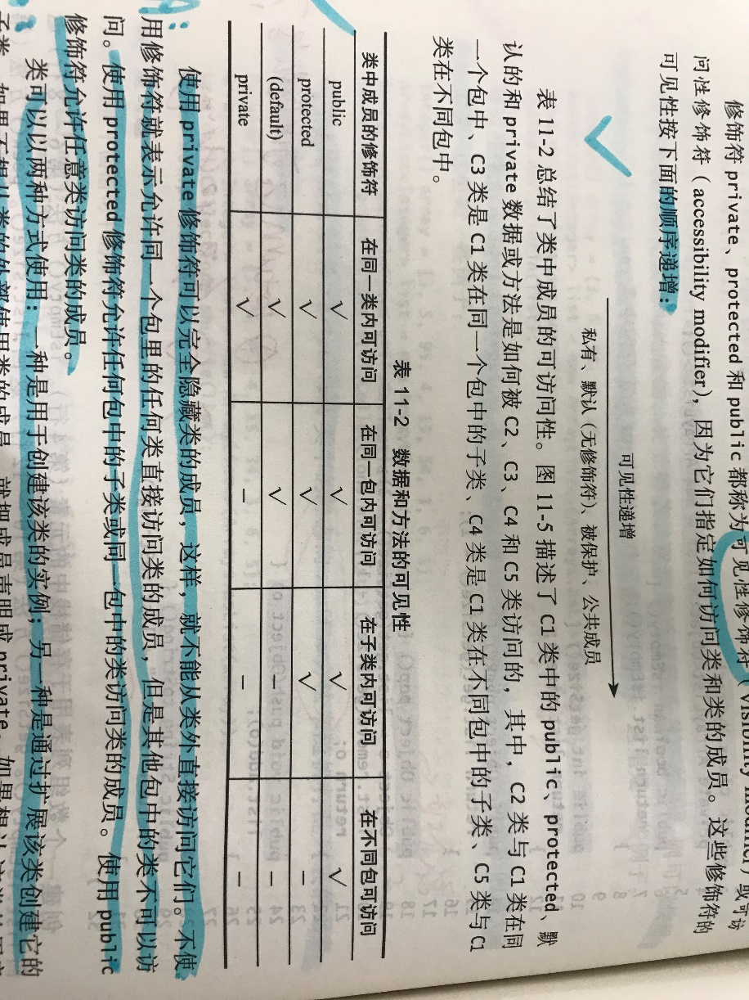 修饰符 private、protected 和 public 都称为可见性修饰符（visibility modifier）或可访
问性修饰符（accessibility modifier），因为它们指定如何访问类和类的成员。这些修饰符的
可见性按下面的顺序递增：
可见性递增
私有、默认（无修饰符）、被保护、公共成员
表 11-2 总结了类中成员的可访问性。图 11-5 描述了 C1 类中的 public、protected、默
认的和 private 数据或方法是如何被 C2、C3、C4 和 C5 类访问的，其中，C2 类与 C1 类在同
一个包中、C3 类是 C1 类在同一个包中的子类、C4 类是 C1 类在不同包中的子类、C5 类与 C1
类在不同包中。
表 11-2 数据和方法的可见性
类中成员的修饰符 在同一类内可访问 在同一包内可访问 在子类内可访问 在不同包可访问
public √ √ √ √
protected √ √ √ –
(default) √ √ – –
private √ – – –
使用 private 修饰符可以完全隐藏类的成员，这样，就不能从类外直接访问它们。不使
用修饰符就表示允许同一个包里的任何类直接访问类的成员，但是其他包中的类不可以访
问。使用 protected 修饰符允许任何包中的子类或同一包中的类访问类的成员。使用 public
修饰符允许任意类访问类的成员。
类可以以两种方式使用：一种是用于创建该类的实例；另一种是通过扩展该类创建它的
子类。如果不想从类的外部使用类的成员，就把成员声明成 private。如果想让